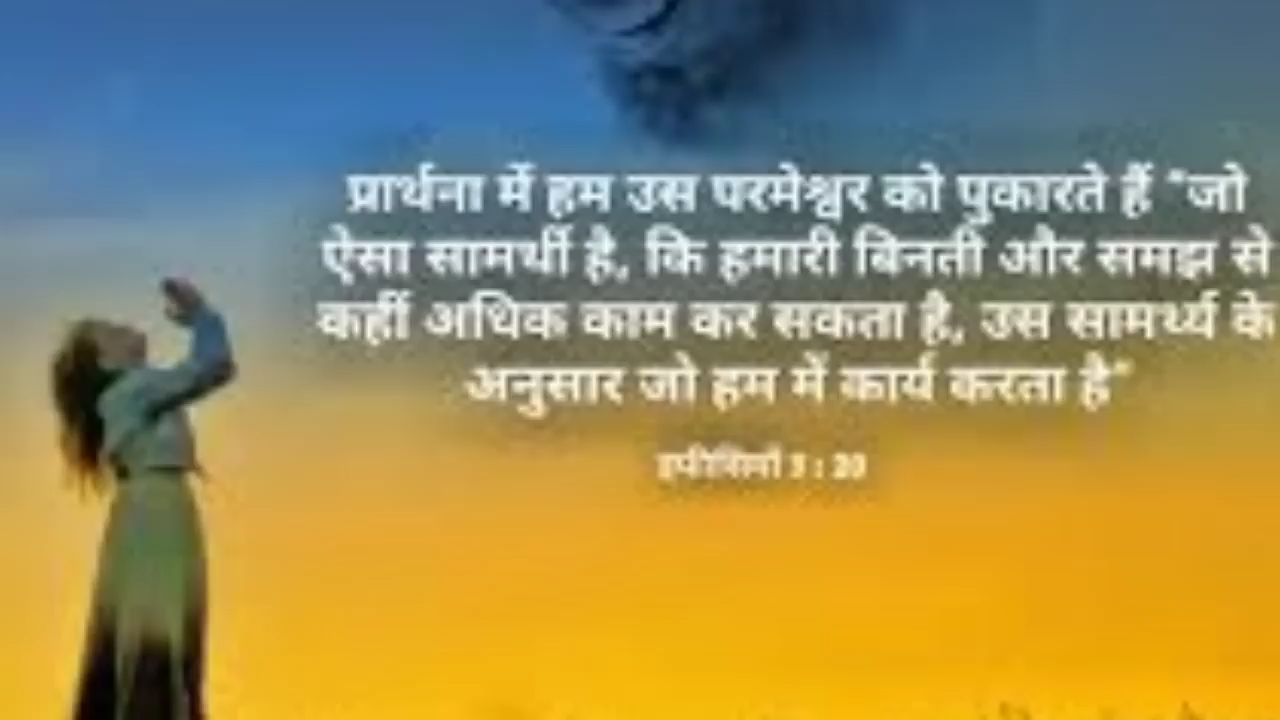 प्रार्थना में हम उस परमेश्वर को पुकारते हैं "जो
ऐसा सामर्थी है, कि हमारी बिनती और समझ से
कहीं अधिक काम कर सकता है, उस सामर्थ्य के
अनुसार जो हम में कार्य करता है"
इफिसियों 3 : 20